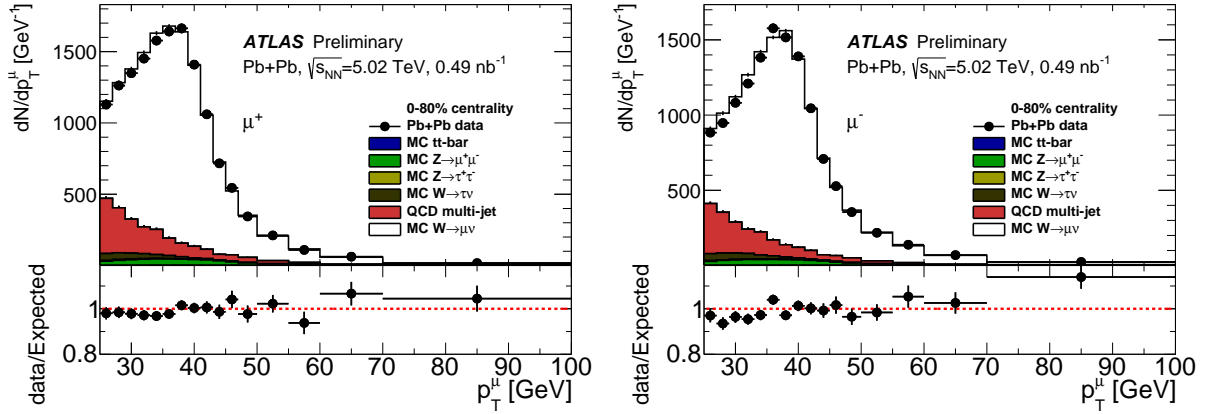 dN/dp_T^μ [GeV⁻¹]
1500
1000
500
ATLAS Preliminary
Pb+Pb, √s_NN=5.02 TeV, 0.49 nb⁻¹
μ⁺
0-80% centrality
Pb+Pb data
MC tt-bar
MC Z→μ⁺μ⁻
MC Z→τ⁺τ⁻
MC W→τν
QCD multi-jet
MC W→μν
data/Expected
1
0.8
30 40 50 60 70 80 90 100
p_T^μ [GeV]
dN/dp_T^μ [GeV⁻¹]
1500
1000
500
ATLAS Preliminary
Pb+Pb, √s_NN=5.02 TeV, 0.49 nb⁻¹
μ⁻
0-80% centrality
Pb+Pb data
MC tt-bar
MC Z→μ⁺μ⁻
MC Z→τ⁺τ⁻
MC W→τν
QCD multi-jet
MC W→μν
data/Expected
1
0.8
30 40 50 60 70 80 90 100
p_T^μ [GeV]